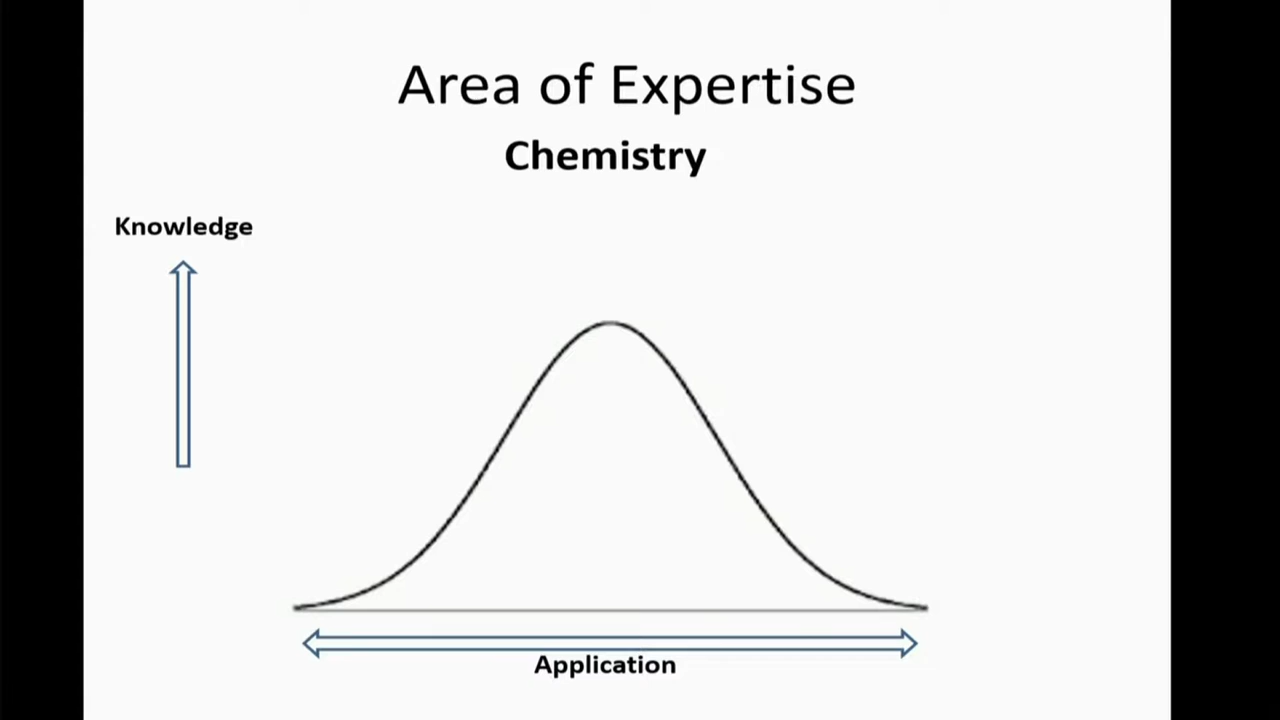 Area of Expertise
Chemistry
Knowledge
Application